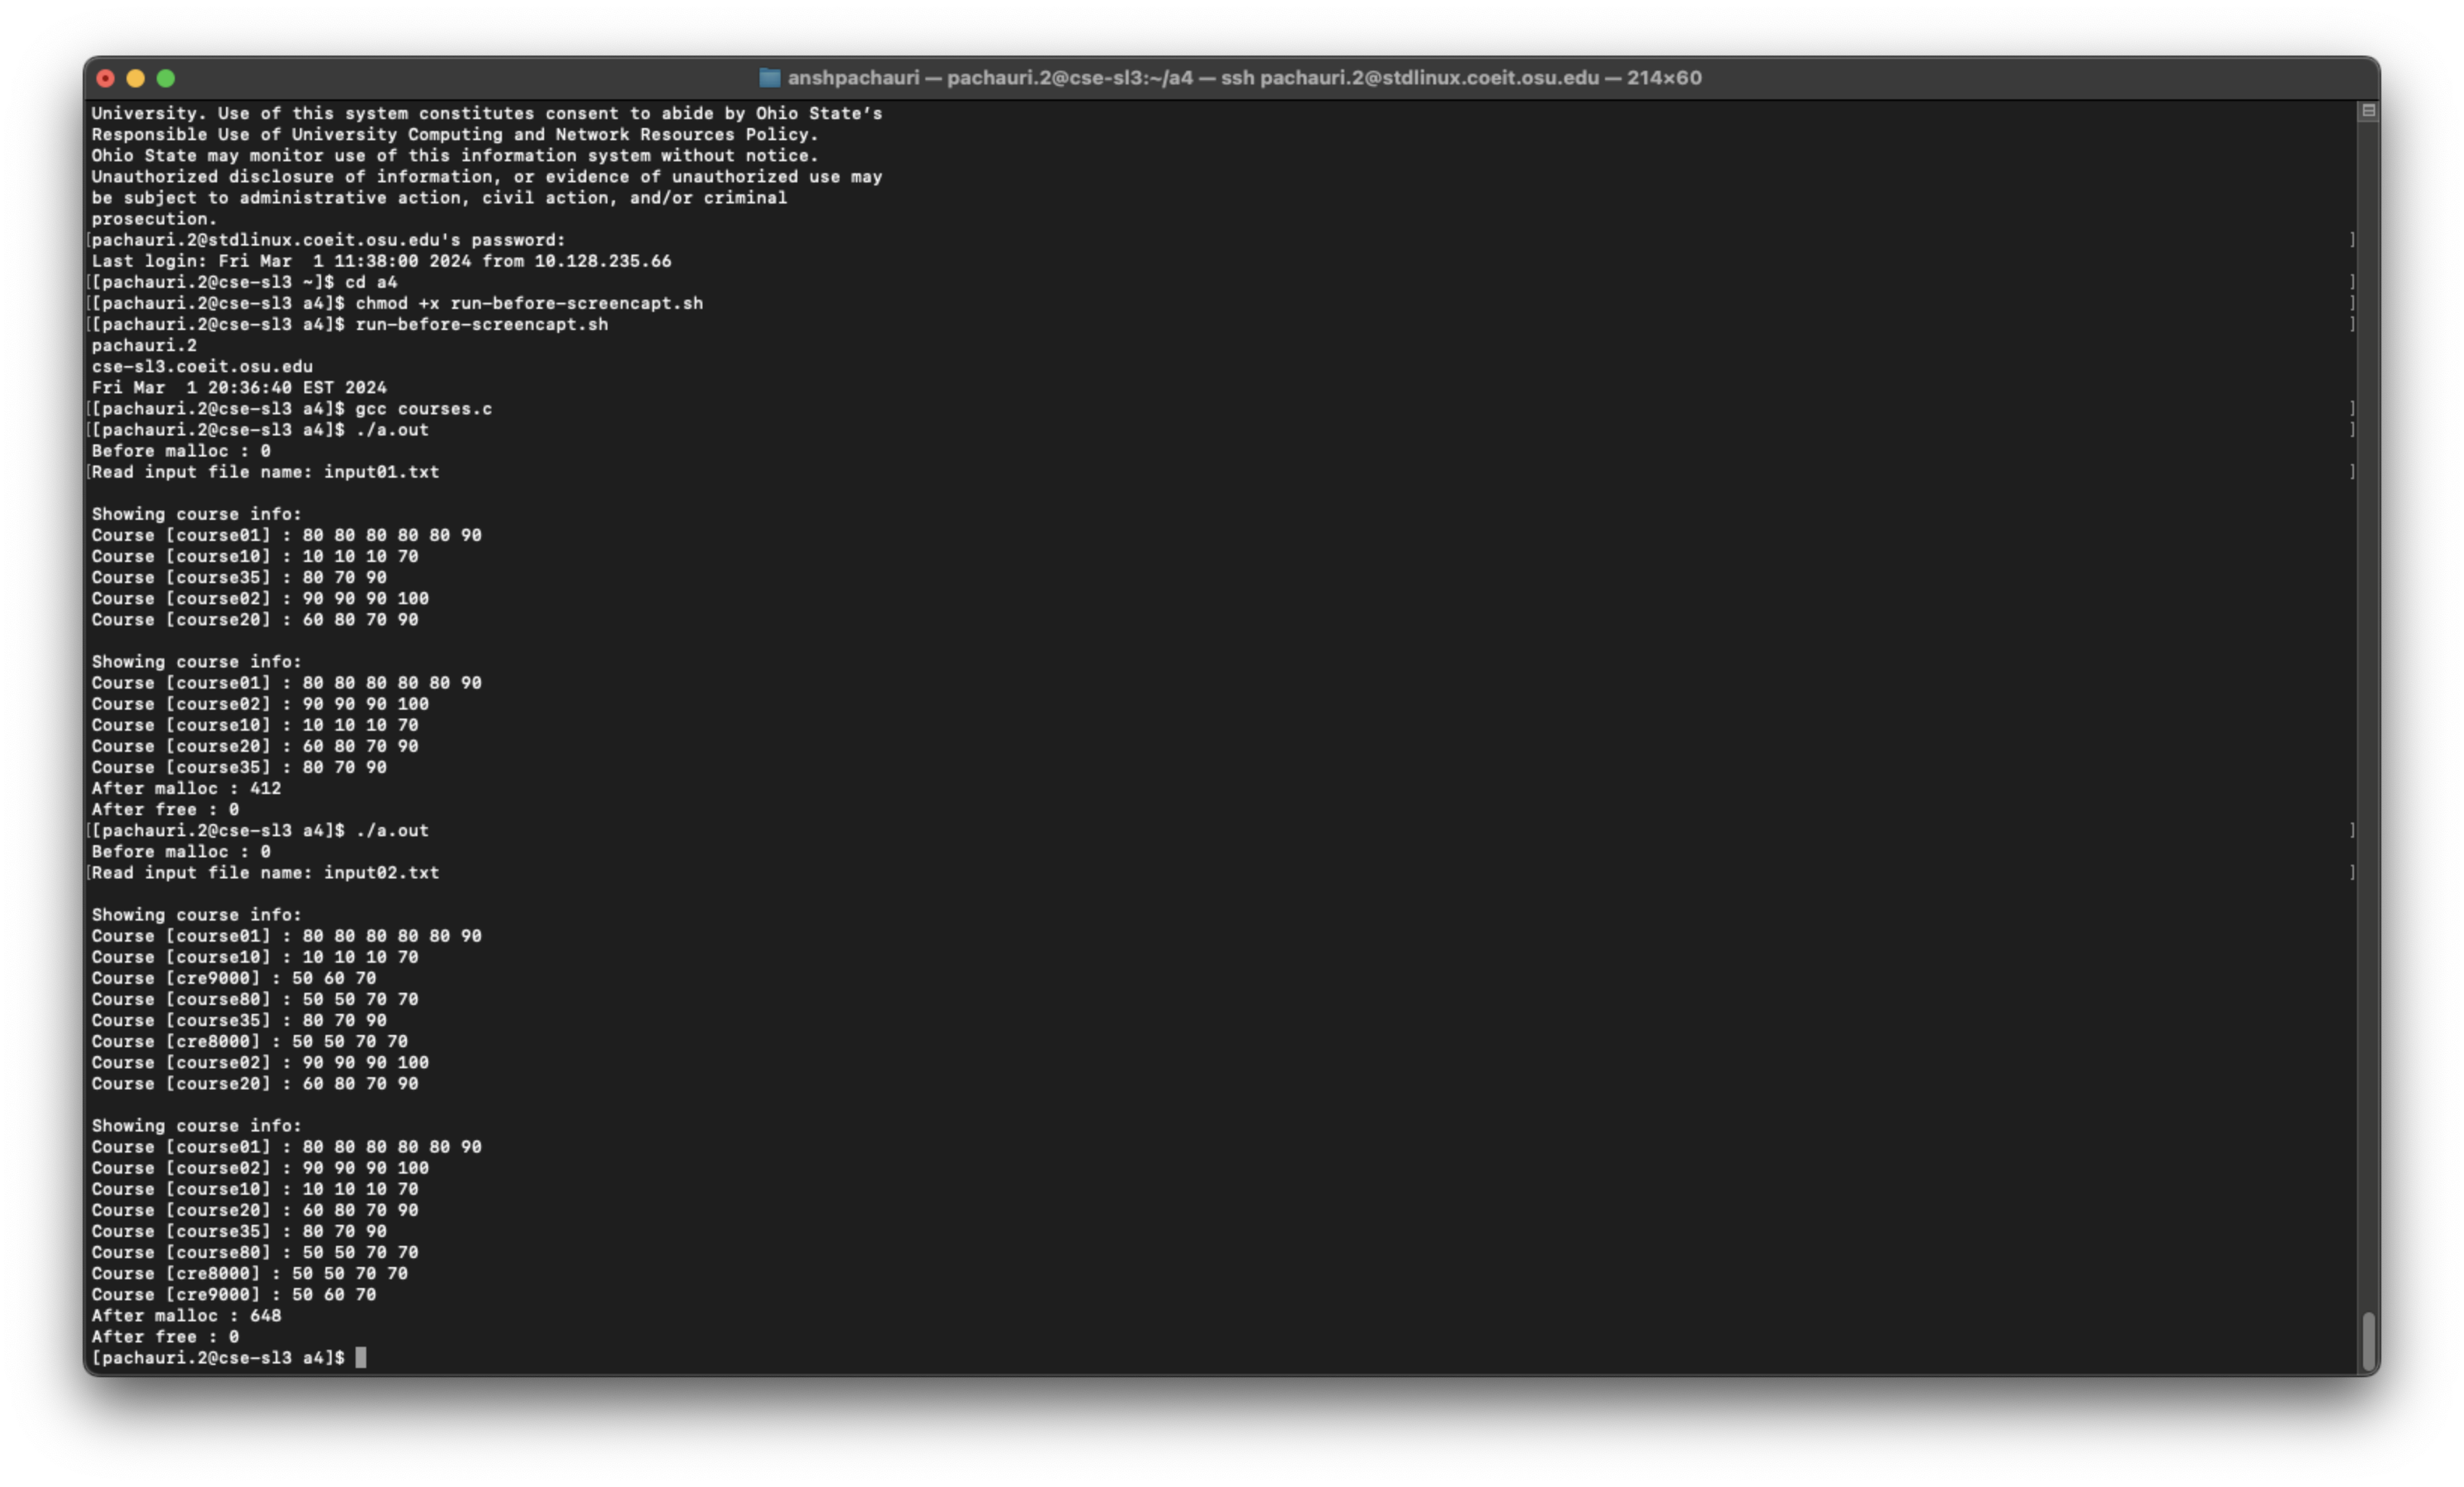 anshpachauri — pachauri.2@cse-sl3:~/a4 — ssh pachauri.2@stdlinux.coeit.osu.edu — 214×60
University. Use of this system constitutes consent to abide by Ohio State's
Responsible Use of University Computing and Network Resources Policy.
Ohio State may monitor use of this information system without notice.
Unauthorized disclosure of information, or evidence of unauthorized use may
be subject to administrative action, civil action, and/or criminal
prosecution.
[pachauri.2@stdlinux.coeit.osu.edu's password: ]
Last login: Fri Mar  1 11:38:00 2024 from 10.128.235.66
[[pachauri.2@cse-sl3 ~]$ cd a4 ]
[[pachauri.2@cse-sl3 a4]$ chmod +x run-before-screencapt.sh ]
[[pachauri.2@cse-sl3 a4]$ run-before-screencapt.sh ]
pachauri.2
cse-sl3.coeit.osu.edu
Fri Mar  1 20:36:40 EST 2024
[[pachauri.2@cse-sl3 a4]$ gcc courses.c ]
[[pachauri.2@cse-sl3 a4]$ ./a.out ]
Before malloc : 0
[Read input file name: input01.txt ]
Showing course info:
Course [course01] : 80 80 80 80 80 90
Course [course10] : 10 10 10 70
Course [course35] : 80 70 90
Course [course02] : 90 90 90 100
Course [course20] : 60 80 70 90
Showing course info:
Course [course01] : 80 80 80 80 80 90
Course [course02] : 90 90 90 100
Course [course10] : 10 10 10 70
Course [course20] : 60 80 70 90
Course [course35] : 80 70 90
After malloc : 412
After free : 0
[[pachauri.2@cse-sl3 a4]$ ./a.out ]
Before malloc : 0
[Read input file name: input02.txt ]
Showing course info:
Course [course01] : 80 80 80 80 80 90
Course [course10] : 10 10 10 70
Course [cre9000] : 50 60 70
Course [course80] : 50 50 70 70
Course [course35] : 80 70 90
Course [cre8000] : 50 50 70 70
Course [course02] : 90 90 90 100
Course [course20] : 60 80 70 90
Showing course info:
Course [course01] : 80 80 80 80 80 90
Course [course02] : 90 90 90 100
Course [course10] : 10 10 10 70
Course [course20] : 60 80 70 90
Course [course35] : 80 70 90
Course [course80] : 50 50 70 70
Course [cre8000] : 50 50 70 70
Course [cre9000] : 50 60 70
After malloc : 648
After free : 0
[pachauri.2@cse-sl3 a4]$